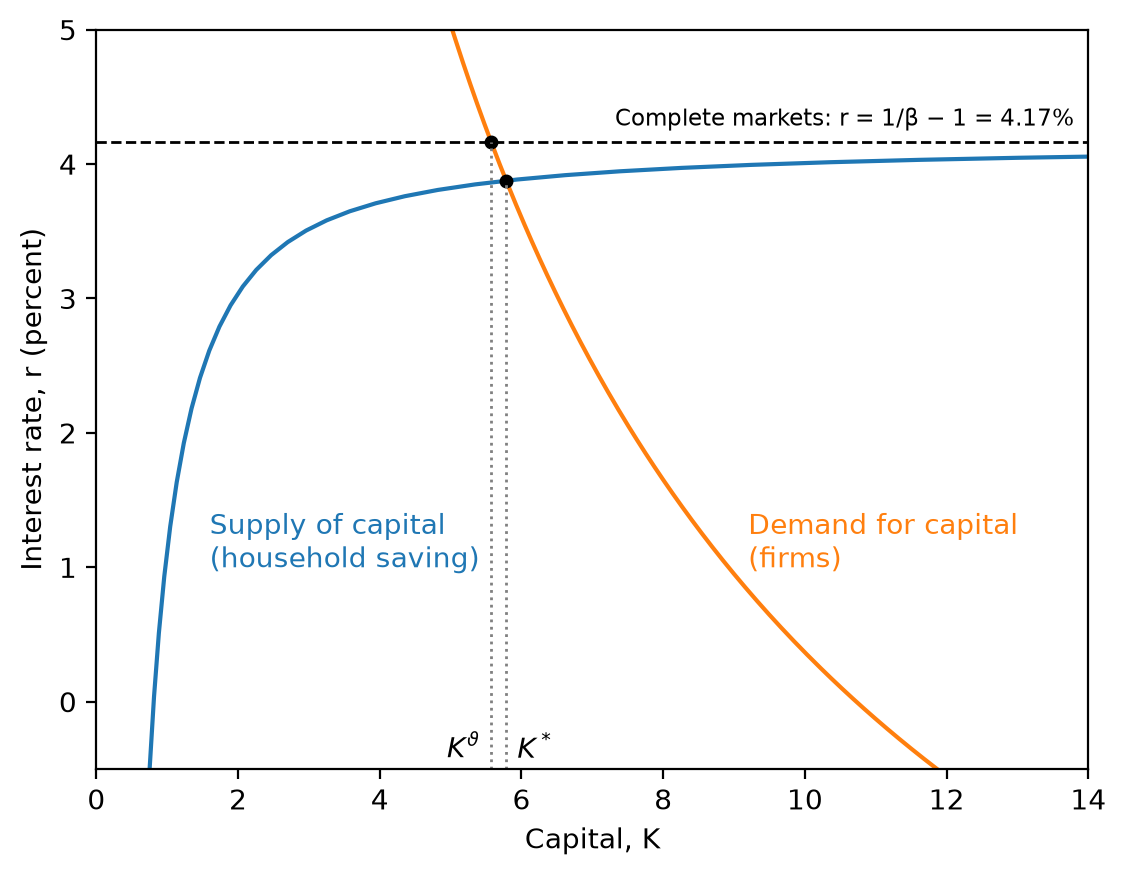 5
4
3
2
1
0
Interest rate, r (percent)
Complete markets: r = 1/β − 1 = 4.17%
Supply of capital
(household saving)
Demand for capital
(firms)
K^ϑ
K^*
0 2 4 6 8 10 12 14
Capital, K